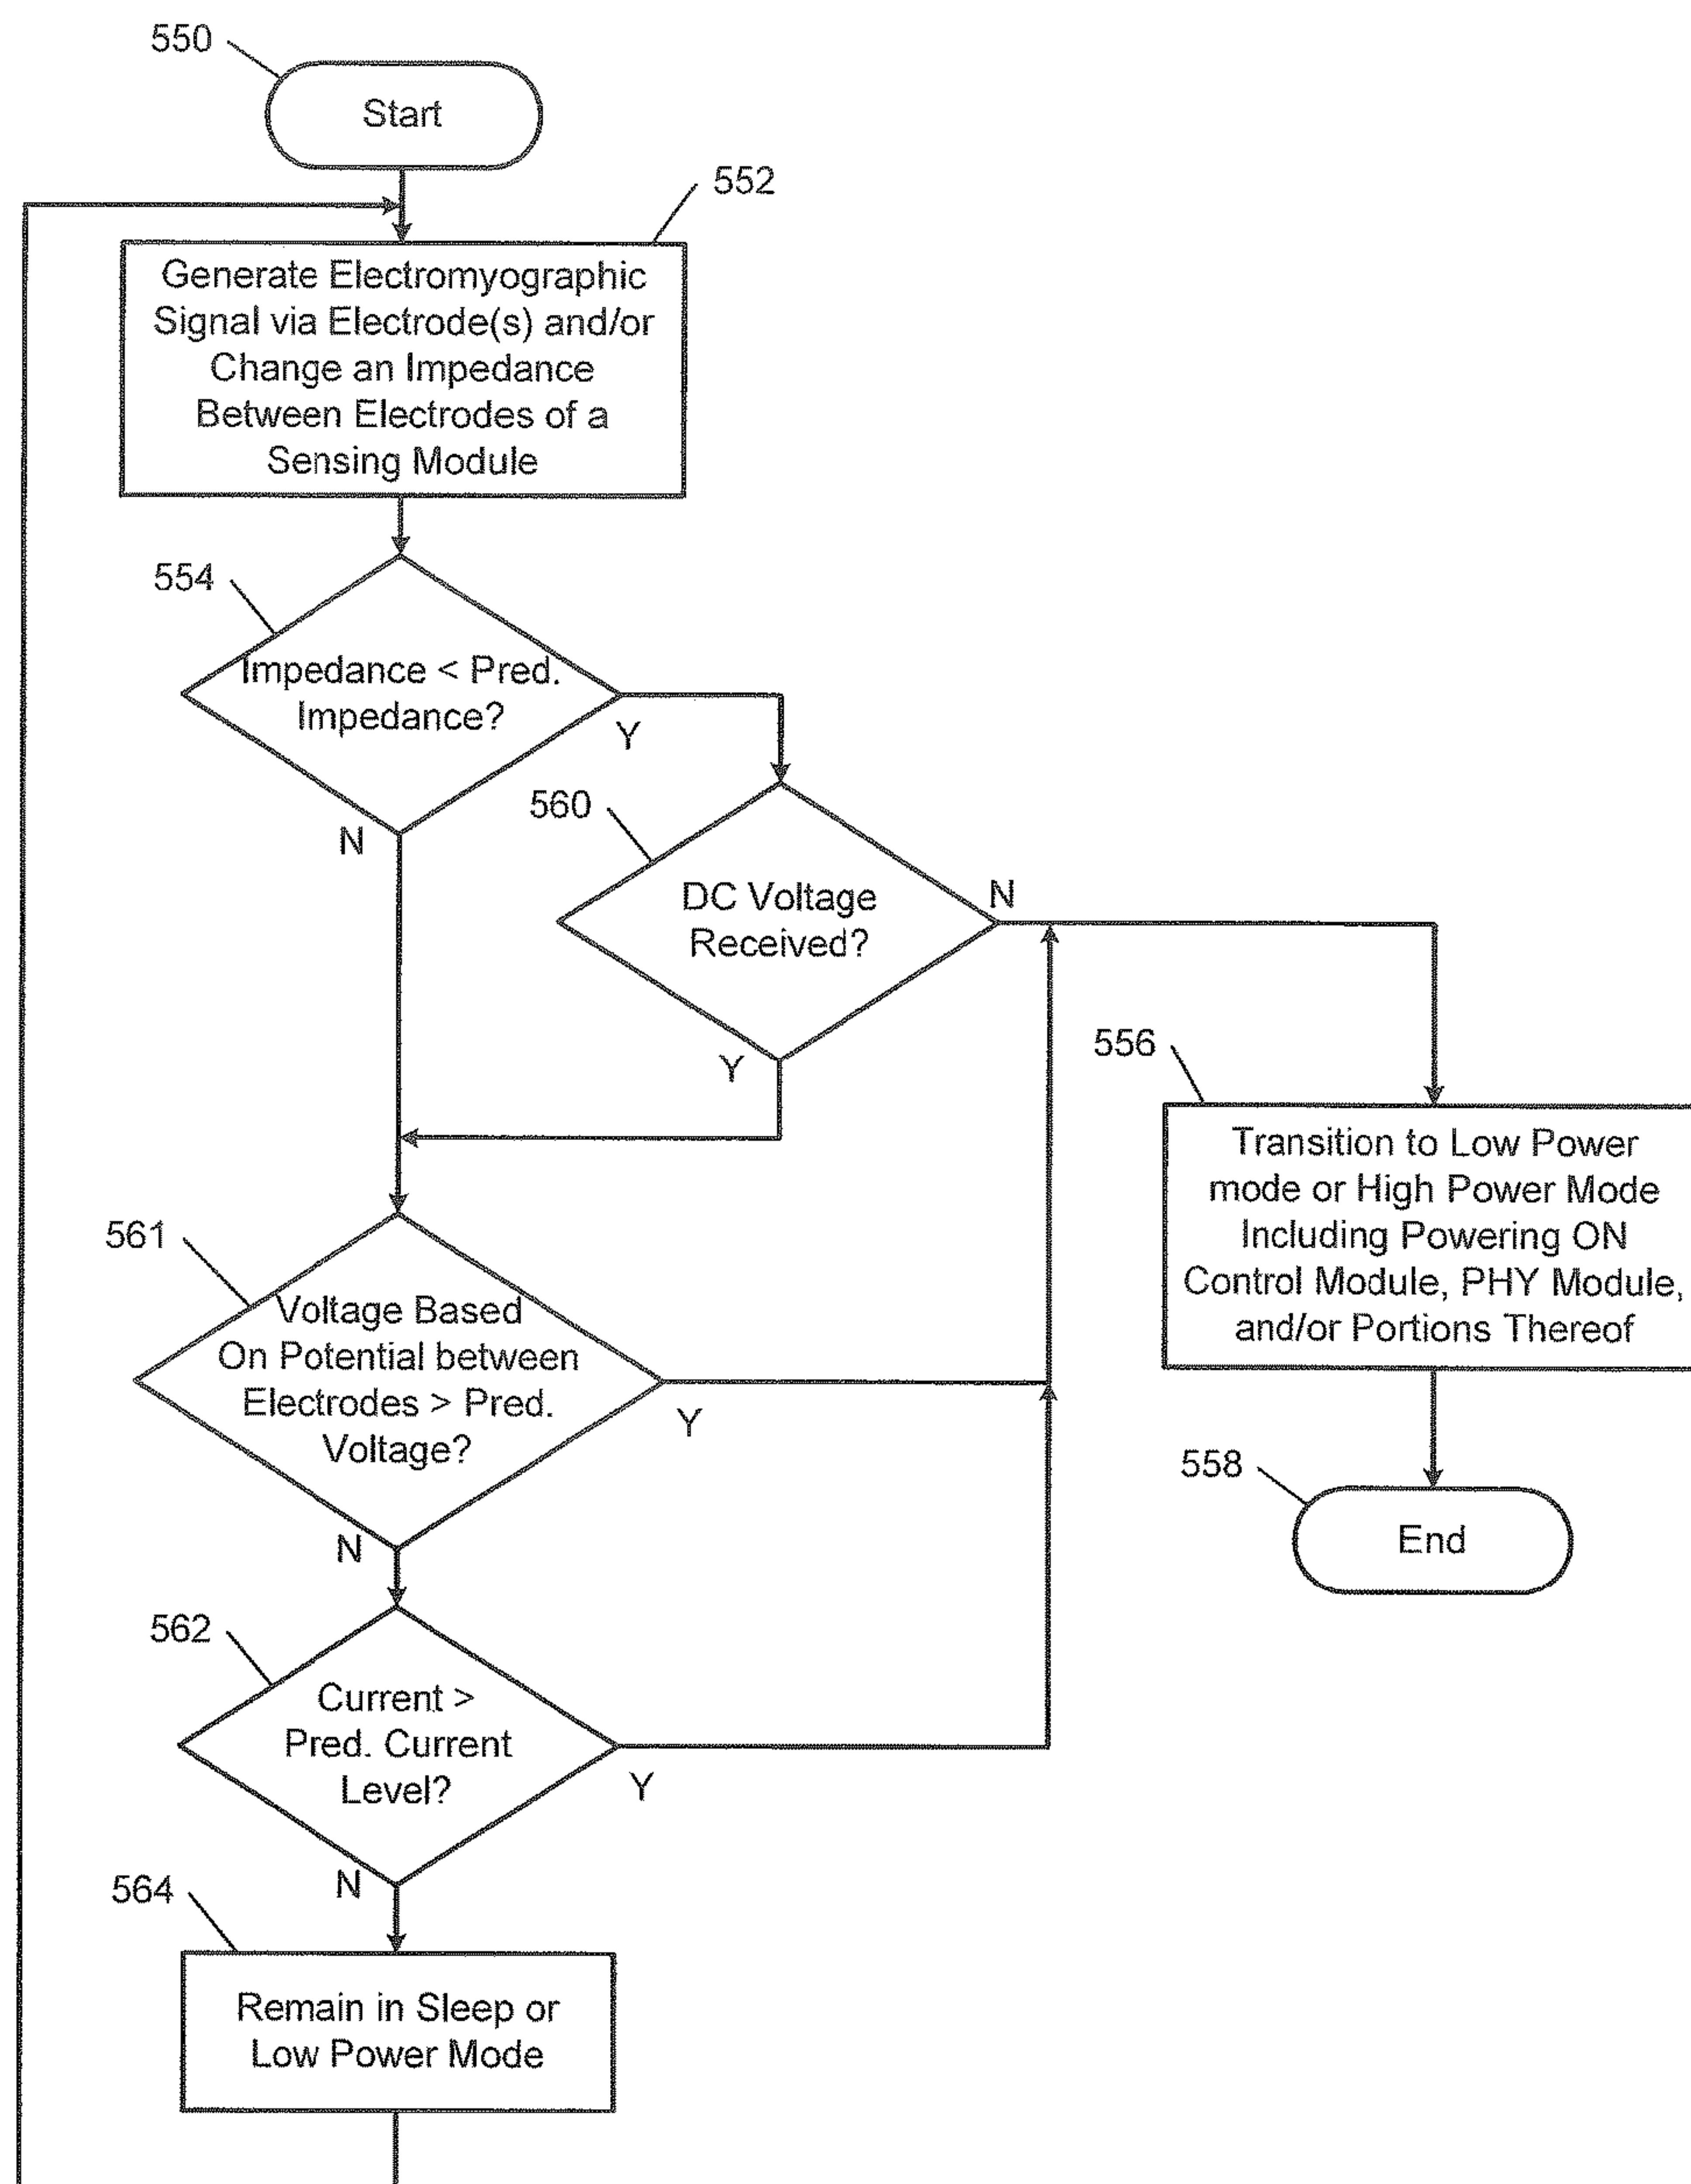 550
Start
552
Generate Electromyographic
Signal via Electrode(s) and/or
Change an Impedance
Between Electrodes of a
Sensing Module
554
Impedance < Pred.
Impedance?
Y
N
560
DC Voltage
Received?
N
Y
556
Transition to Low Power
mode or High Power Mode
Including Powering ON
Control Module, PHY Module,
and/or Portions Thereof
561
Voltage Based
On Potential between
Electrodes > Pred.
Voltage?
Y
N
558
End
562
Current >
Pred. Current
Level?
Y
N
564
Remain in Sleep or
Low Power Mode